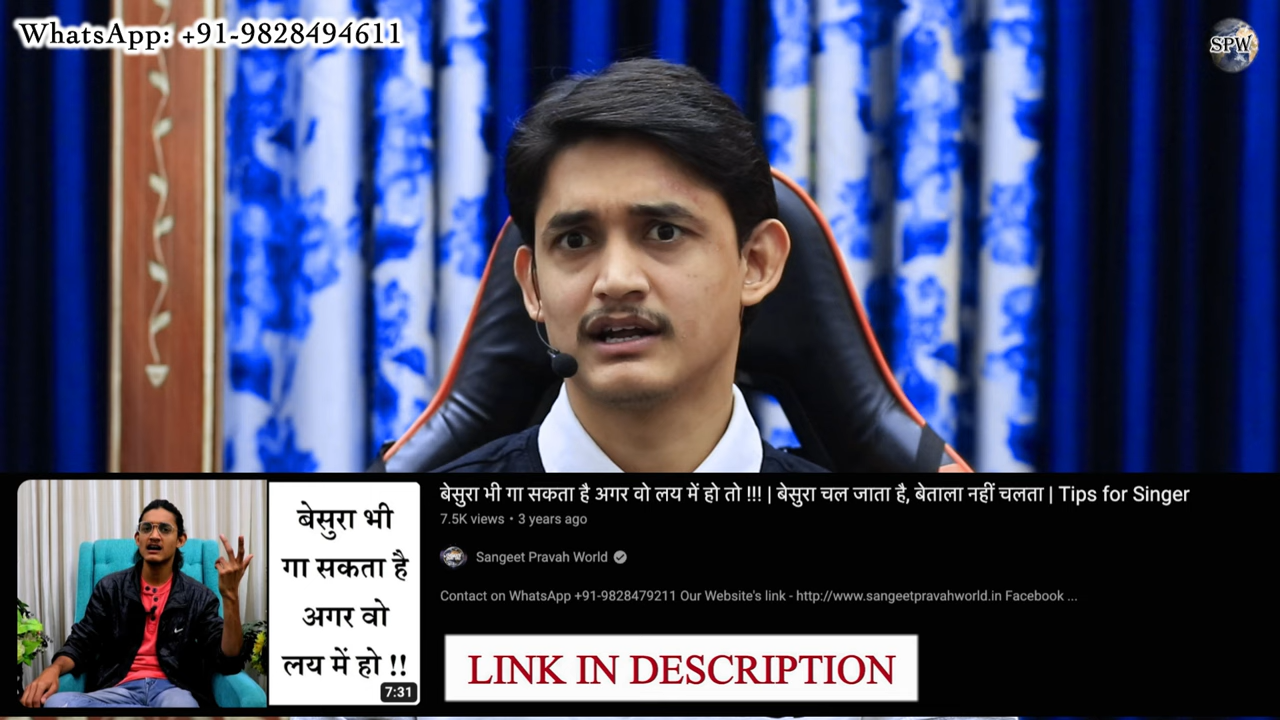 WhatsApp: +91-9828494611
SPW
बेसुरा भी गा सकता है अगर वो लय में हो तो !!! | बेसुरा चल जाता है, बेताला नहीं चलता | Tips for Singer
7.5K views • 3 years ago
Sangeet Pravah World
Contact on WhatsApp +91-9828479211 Our Website's link - http://www.sangeetpravahworld.in Facebook ...
बेसुरा भी
गा सकता है
अगर वो
लय में हो !!
7:31
LINK IN DESCRIPTION